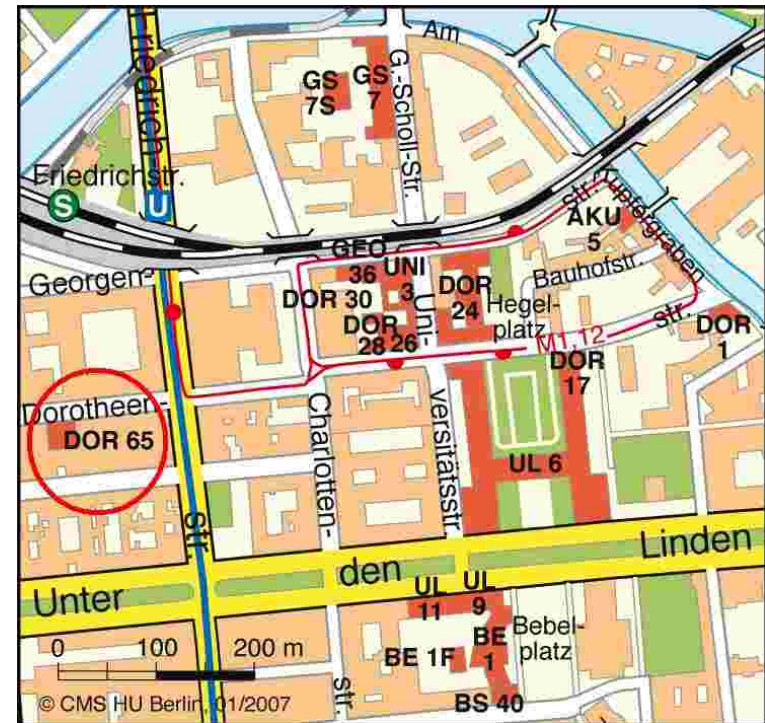 Am
Friedrich-
GS
7S
GS
7
G.-Scholl-Str.
Friedrichstr.
S
U
str.
Kupfergraben
AKU
5
Georgen-
GEO
36
UNI
3
DOR 30
DOR
24
Bauhofstr.
Hegel-
platz
Uni-
DOR
28
26
M1,12
str.
DOR
1
DOR
17
Dorotheen-
DOR 65
Charlotten-
versitätsstr.
UL 6
str.
Unter
den
Linden
UL
11
UL
9
BE
1
Bebel-
platz
BE 1F
0
100
200 m
str.
BS 40
© CMS HU Berlin, 01/2007